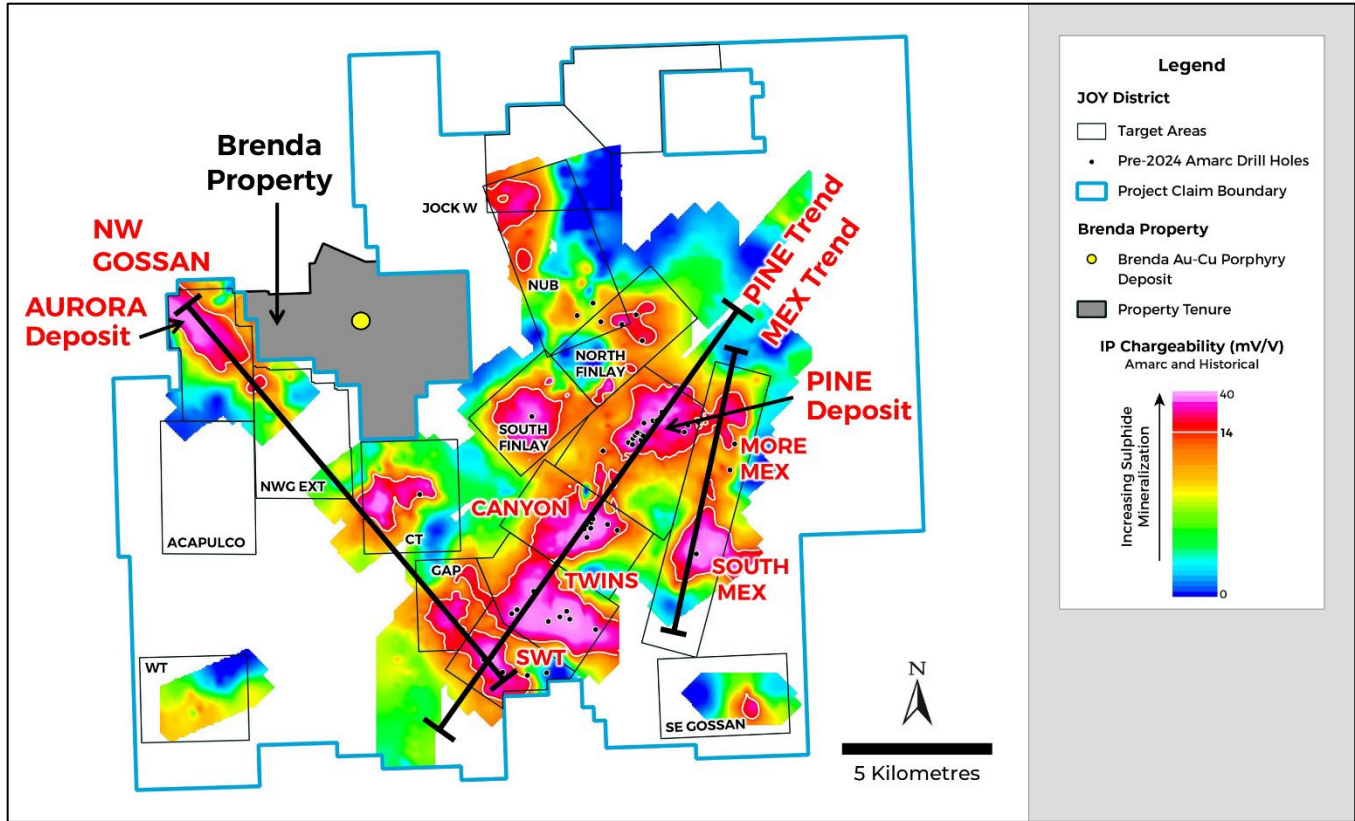 Brenda
Property
NW
GOSSAN
AURORA
Deposit
JOCK W
NUB
PINE Trend
MEX Trend
NORTH
FINLAY
PINE
Deposit
SOUTH
FINLAY
MORE
MEX
NWG EXT
CANYON
ACAPULCO
CT
GAP
TWINS
SOUTH
MEX
SWT
WT
SE GOSSAN
N
5 Kilometres
Legend
JOY District
Target Areas
Pre-2024 Amarc Drill Holes
Project Claim Boundary
Brenda Property
Brenda Au-Cu Porphyry
Deposit
Property Tenure
IP Chargeability (mV/V)
Amarc and Historical
Increasing Sulphide
Mineralization
40
14
0